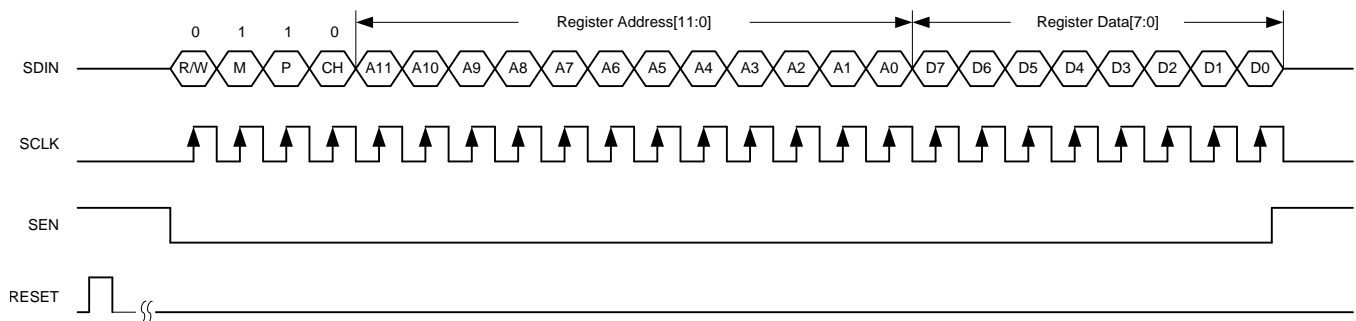 Register Address[11:0] Register Data[7:0]
0 1 1 0
SDIN R/W M P CH A11 A10 A9 A8 A7 A6 A5 A4 A3 A2 A1 A0 D7 D6 D5 D4 D3 D2 D1 D0
SCLK
SEN
RESET